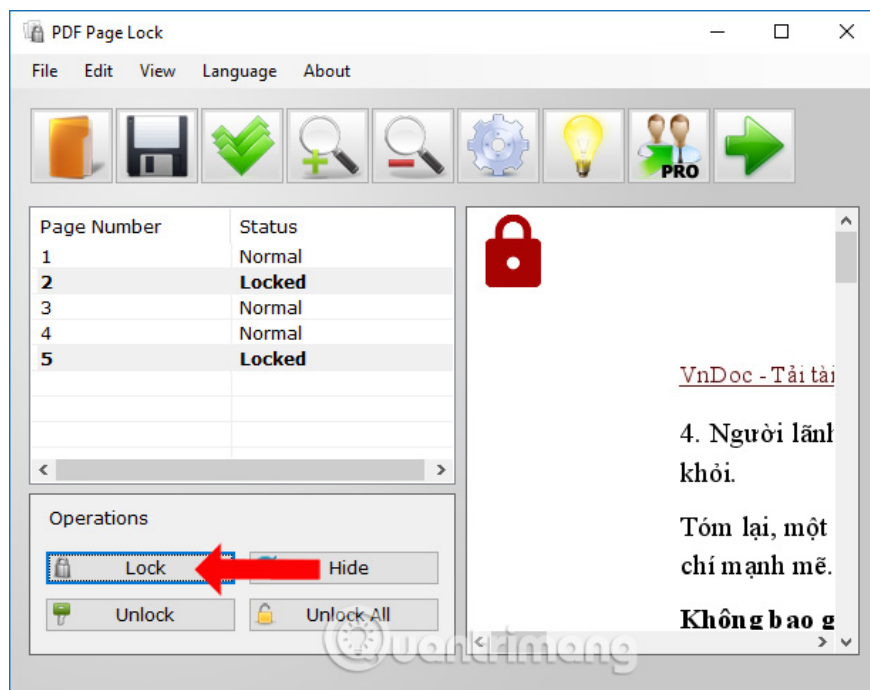 PDF Page Lock
File Edit View Language About
PRO
Page Number Status
1 Normal
2 Locked
3 Normal
4 Normal
5 Locked
VnDoc - Tải tài
4. Người lãnh
khỏi.
Tóm lại, một
chí mạnh mẽ.
Không bao g
Operations
Lock Hide
Unlock Unlock All
Quantrimang